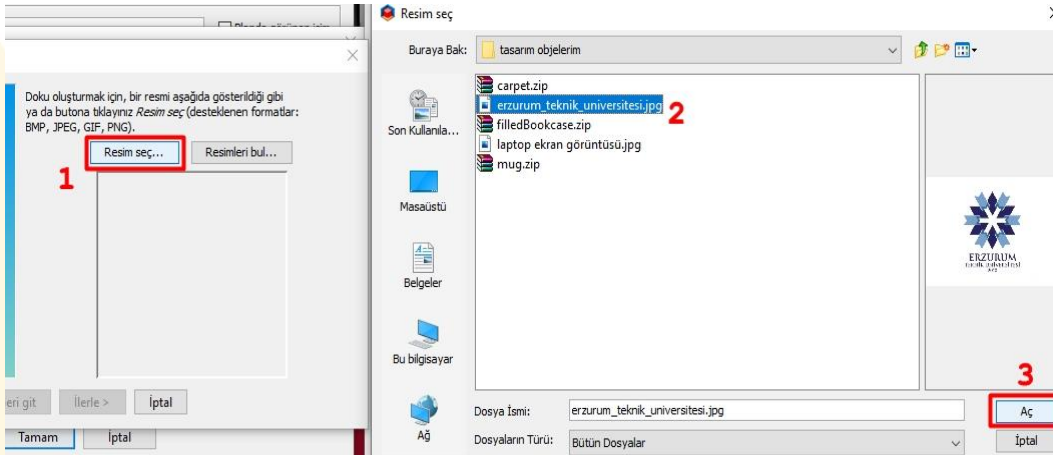 Doku oluşturmak için, bir resmi aşağıda gösterildiği gibi
ya da butona tıklayınız Resim seç (desteklenen formatlar:
BMP, JPEG, GIF, PNG).
Resim seç...
Resimleri bul...
1
eri git
İlerle >
İptal
Tamam
İptal
Resim seç
Buraya Bak:
tasarım objelerim
Son Kullanıla...
Masaüstü
Belgeler
Bu bilgisayar
Ağ
carpet.zip
erzurum_teknik_universitesi.jpg
2
filledBookcase.zip
laptop ekran görüntüsü.jpg
mug.zip
ERZURUM
3
Dosya İsmi:
erzurum_teknik_universitesi.jpg
Aç
Dosyaların Türü:
Bütün Dosyalar
İptal